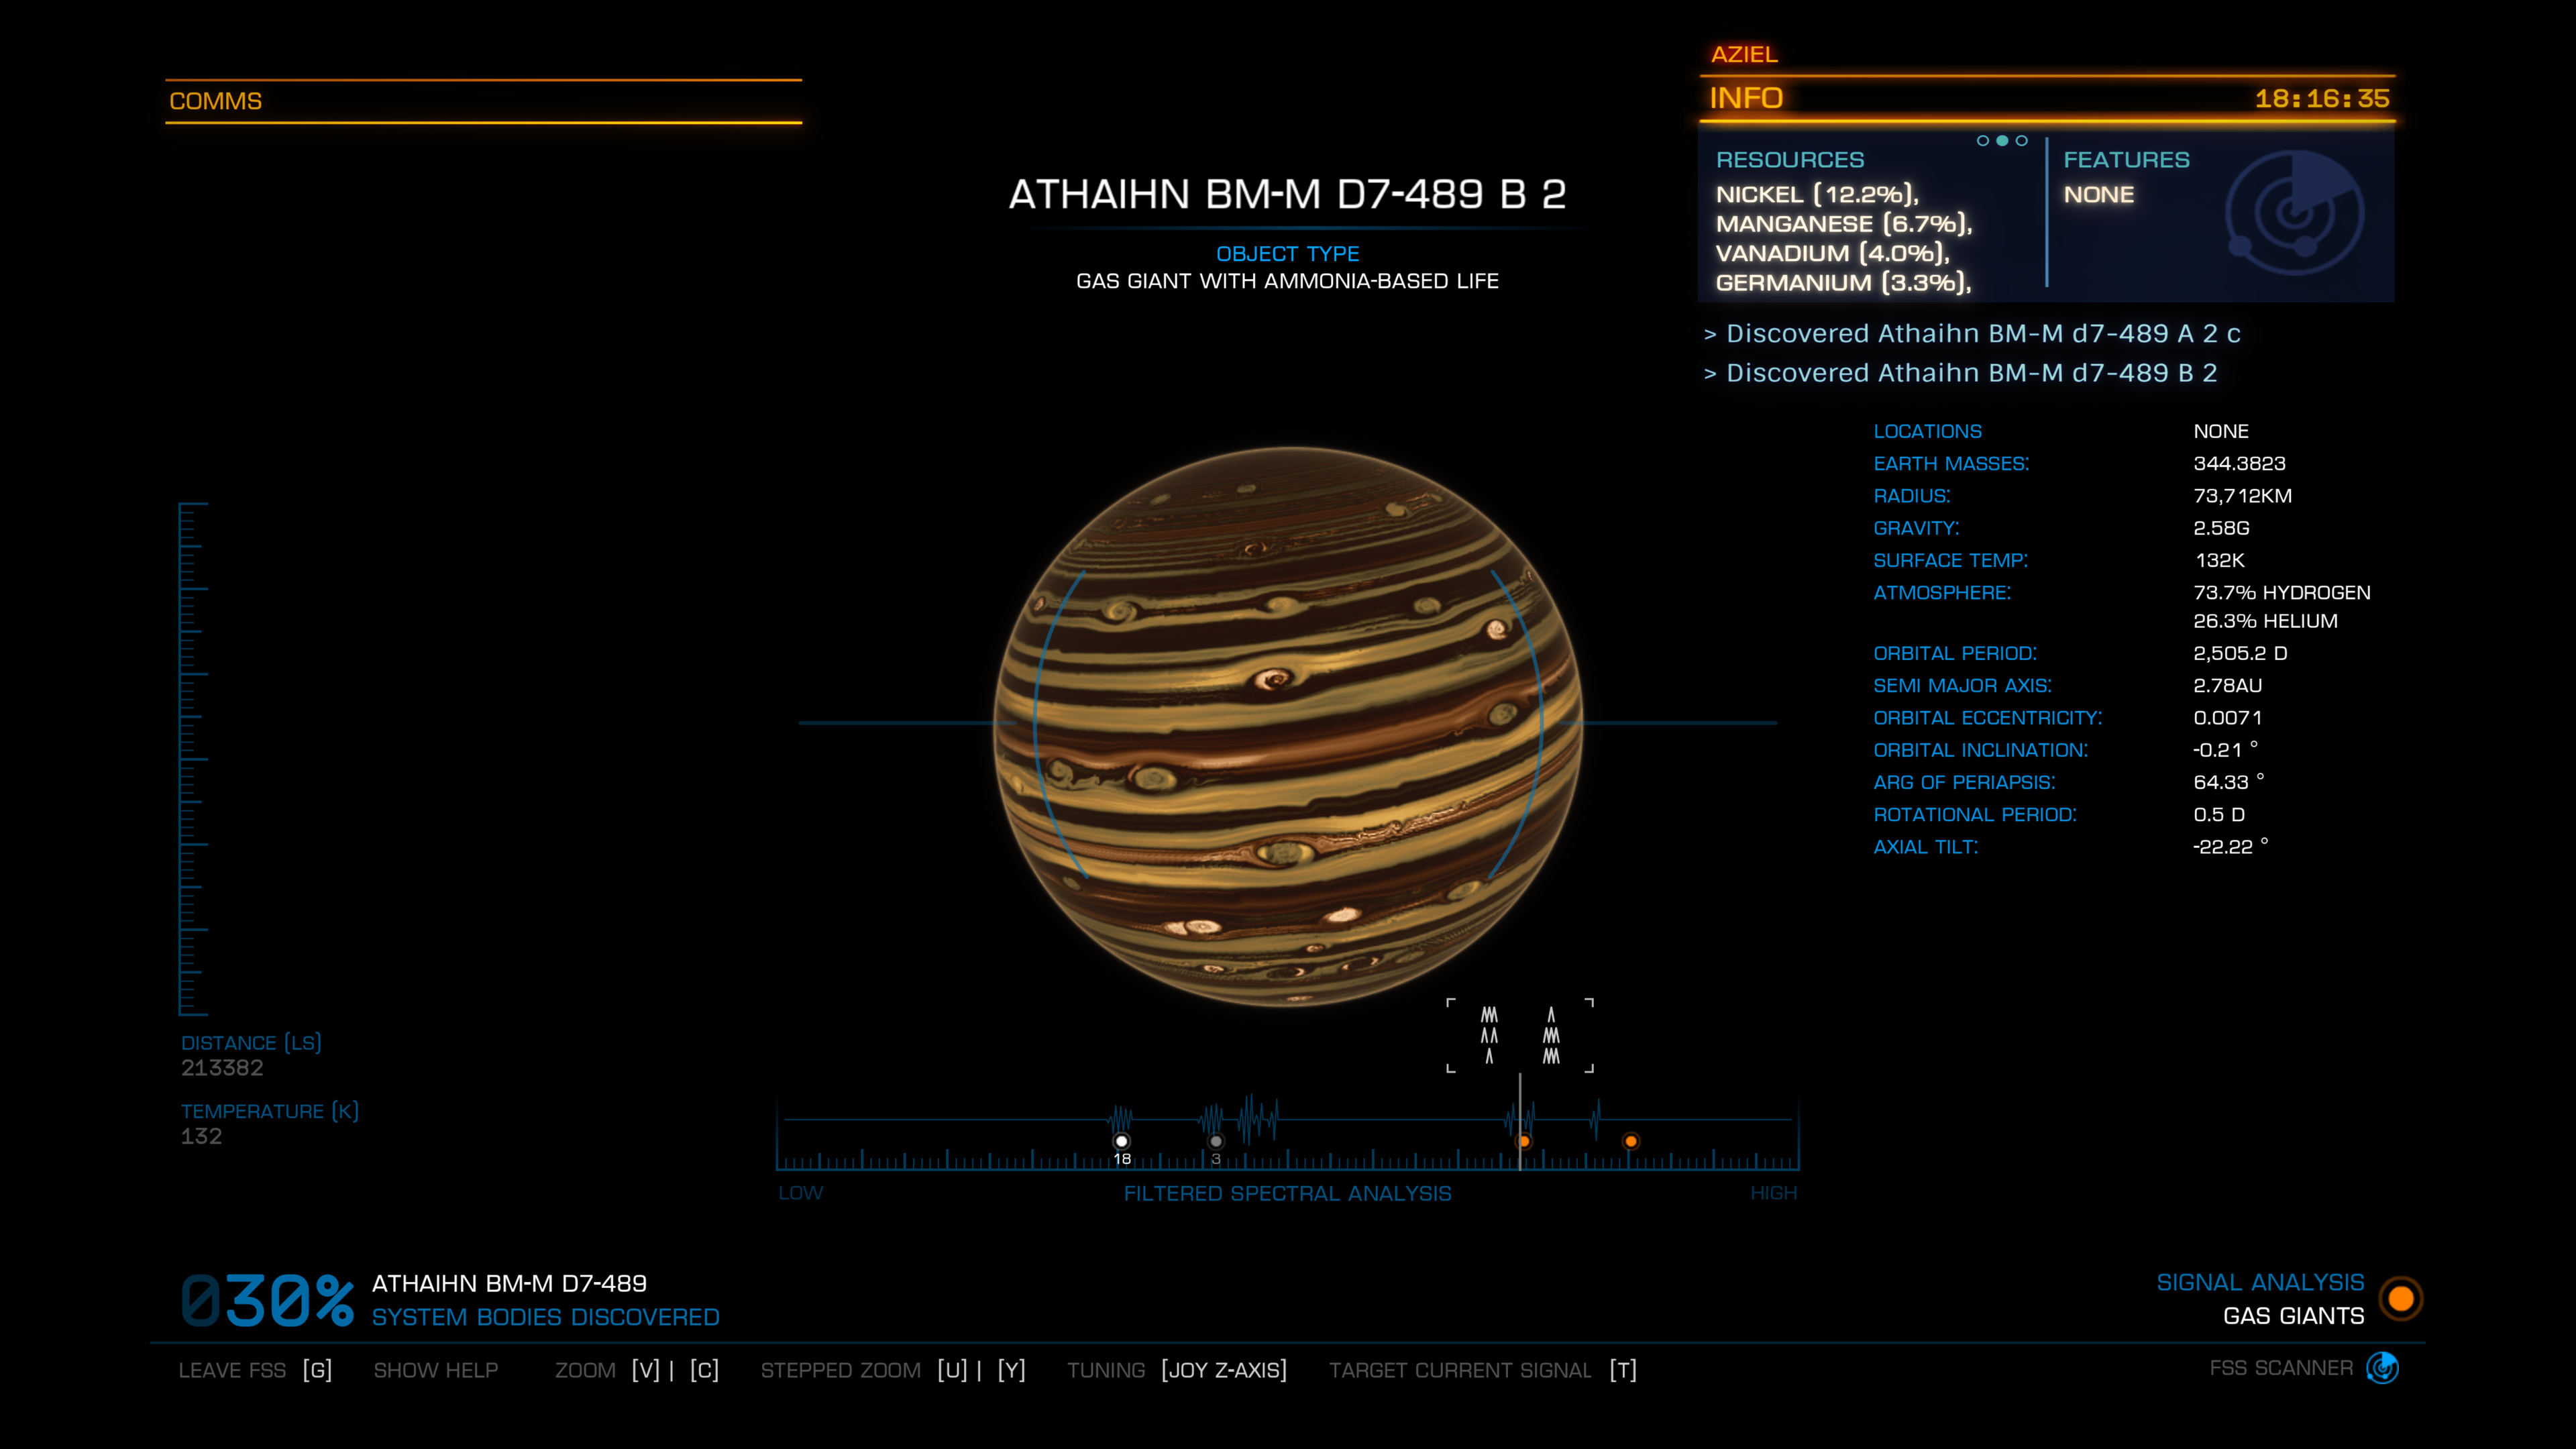 COMMS
AZIEL
INFO 18:16:35
RESOURCES
NICKEL (12.2%),
MANGANESE (6.7%),
VANADIUM (4.0%),
GERMANIUM (3.3%),
FEATURES
NONE
> Discovered Athaihn BM-M d7-489 A 2 c
> Discovered Athaihn BM-M d7-489 B 2
ATHAIHN BM-M D7-489 B 2
OBJECT TYPE
GAS GIANT WITH AMMONIA-BASED LIFE
LOCATIONS NONE
EARTH MASSES: 344.3823
RADIUS: 73,712KM
GRAVITY: 2.58G
SURFACE TEMP: 132K
ATMOSPHERE: 73.7% HYDROGEN
26.3% HELIUM
ORBITAL PERIOD: 2,505.2 D
SEMI MAJOR AXIS: 2.78AU
ORBITAL ECCENTRICITY: 0.0071
ORBITAL INCLINATION: -0.21 °
ARG OF PERIAPSIS: 64.33 °
ROTATIONAL PERIOD: 0.5 D
AXIAL TILT: -22.22 °
DISTANCE (LS)
213382
TEMPERATURE (K)
132
18 3
LOW FILTERED SPECTRAL ANALYSIS HIGH
030% ATHAIHN BM-M D7-489
SYSTEM BODIES DISCOVERED
SIGNAL ANALYSIS
GAS GIANTS
LEAVE FSS [G] SHOW HELP ZOOM [V] | [C] STEPPED ZOOM [U] | [Y] TUNING [JOY Z-AXIS] TARGET CURRENT SIGNAL [T] FSS SCANNER